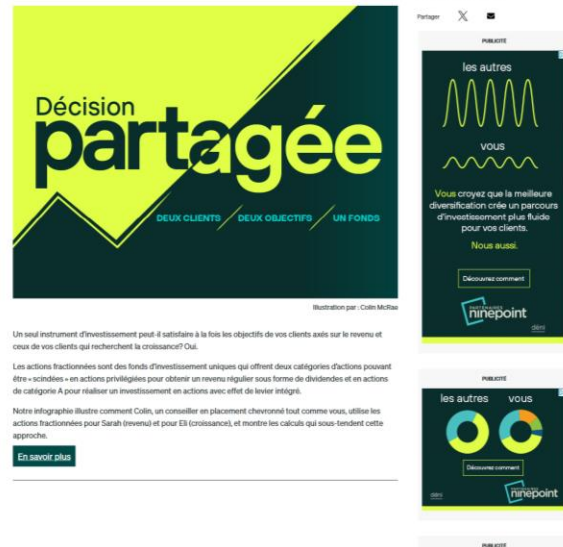 Décision
partagée
DEUX CLIENTS / DEUX OBJECTIFS / UN FONDS
Illustration par : Colin McRae
Un seul instrument d'investissement peut-il satisfaire à la fois les objectifs de vos clients axés sur le revenu et
ceux de vos clients qui recherchent la croissance? Oui.
Les actions fractionnées sont des fonds d'investissement uniques qui offrent deux catégories d'actions pouvant
être « scindées » en actions privilégiées pour obtenir un revenu régulier sous forme de dividendes et en actions
de catégorie A pour réaliser un investissement en actions avec effet de levier intégré.
Notre infographie illustre comment Colin, un conseiller en placement chevronné tout comme vous, utilise les
actions fractionnées pour Sarah (revenu) et pour Eli (croissance), et montre les calculs qui sous-tendent cette
approche.
En savoir plus
Partager
PUBLICITÉ
les autres
vous
Vous croyez que la meilleure
diversification crée un parcours
d'investissement plus fluide
pour vos clients.
Nous aussi.
Découvrez comment
PARTENAIRES
ninepoint
déni
PUBLICITÉ
les autres vous
Découvrez comment
déni
PARTENAIRES
ninepoint
PUBLICITÉ